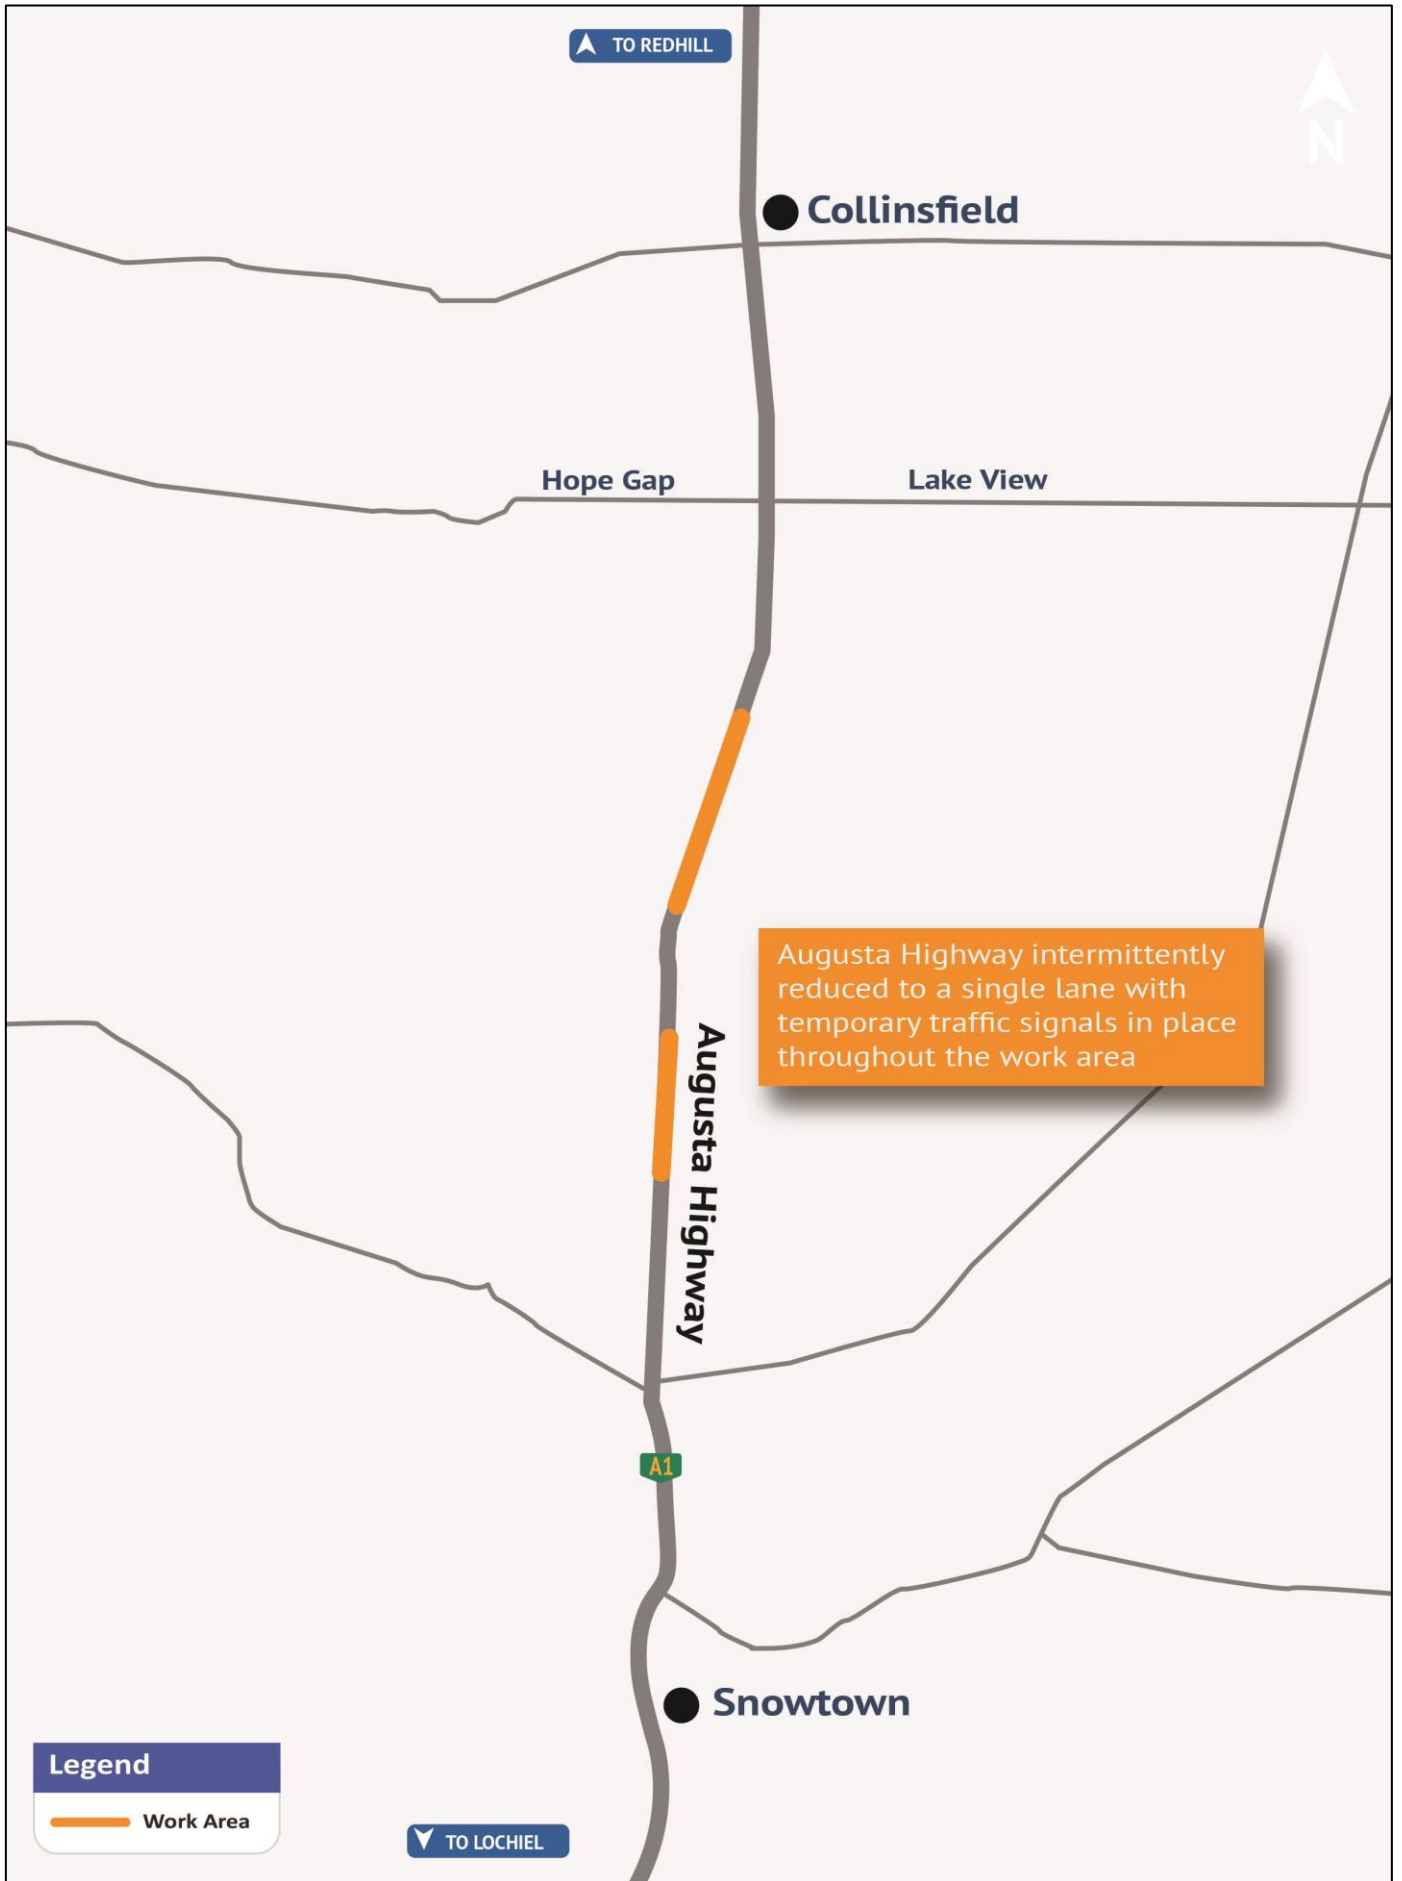 TO REDHILL
N
Collinsfield
Hope Gap
Lake View
Augusta Highway intermittently
reduced to a single lane with
temporary traffic signals in place
throughout the work area
Augusta Highway
A1
Snowtown
Legend
Work Area
TO LOCHIEL